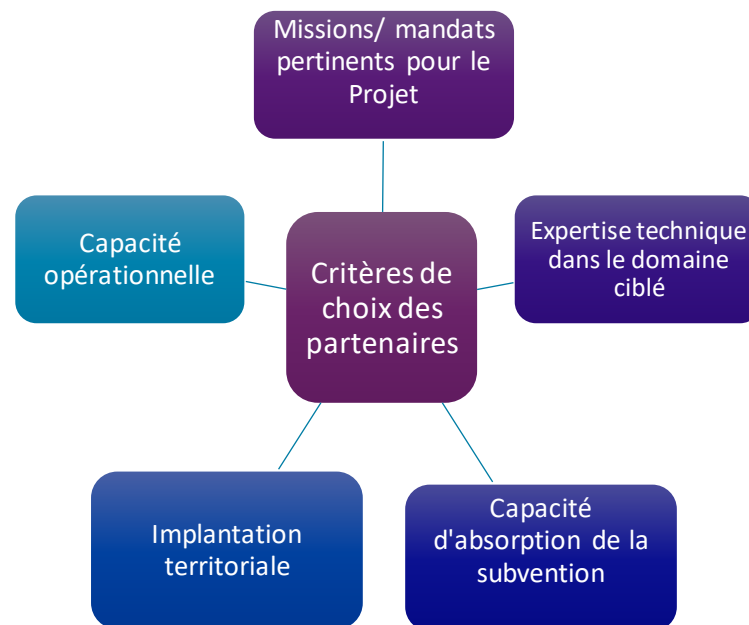 Missions/ mandats
pertinents pour le
Projet
Capacité
opérationnelle
Critères de
choix des
partenaires
Expertise technique
dans le domaine
ciblé
Implantation
territoriale
Capacité
d'absorption de la
subvention